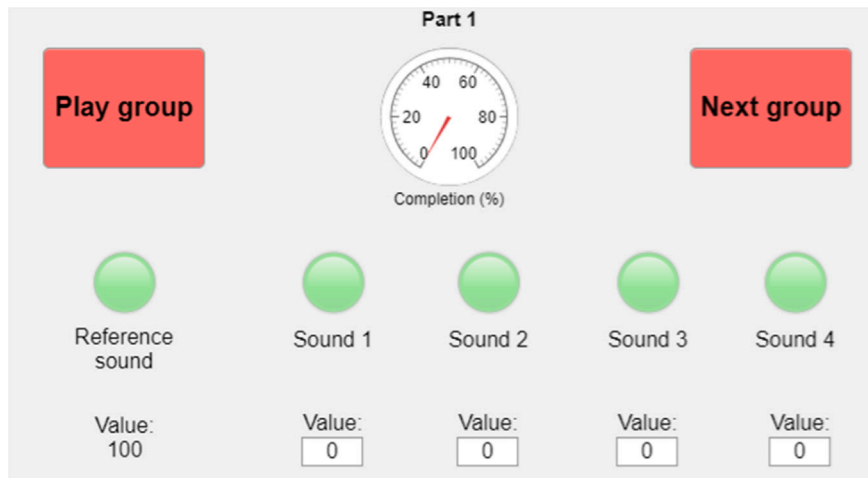 Part 1
Play group
40 60
20 80
0 100
Next group
Completion (%)
Reference
sound
Sound 1
Sound 2
Sound 3
Sound 4
Value:
100
Value:
0
Value:
0
Value:
0
Value:
0